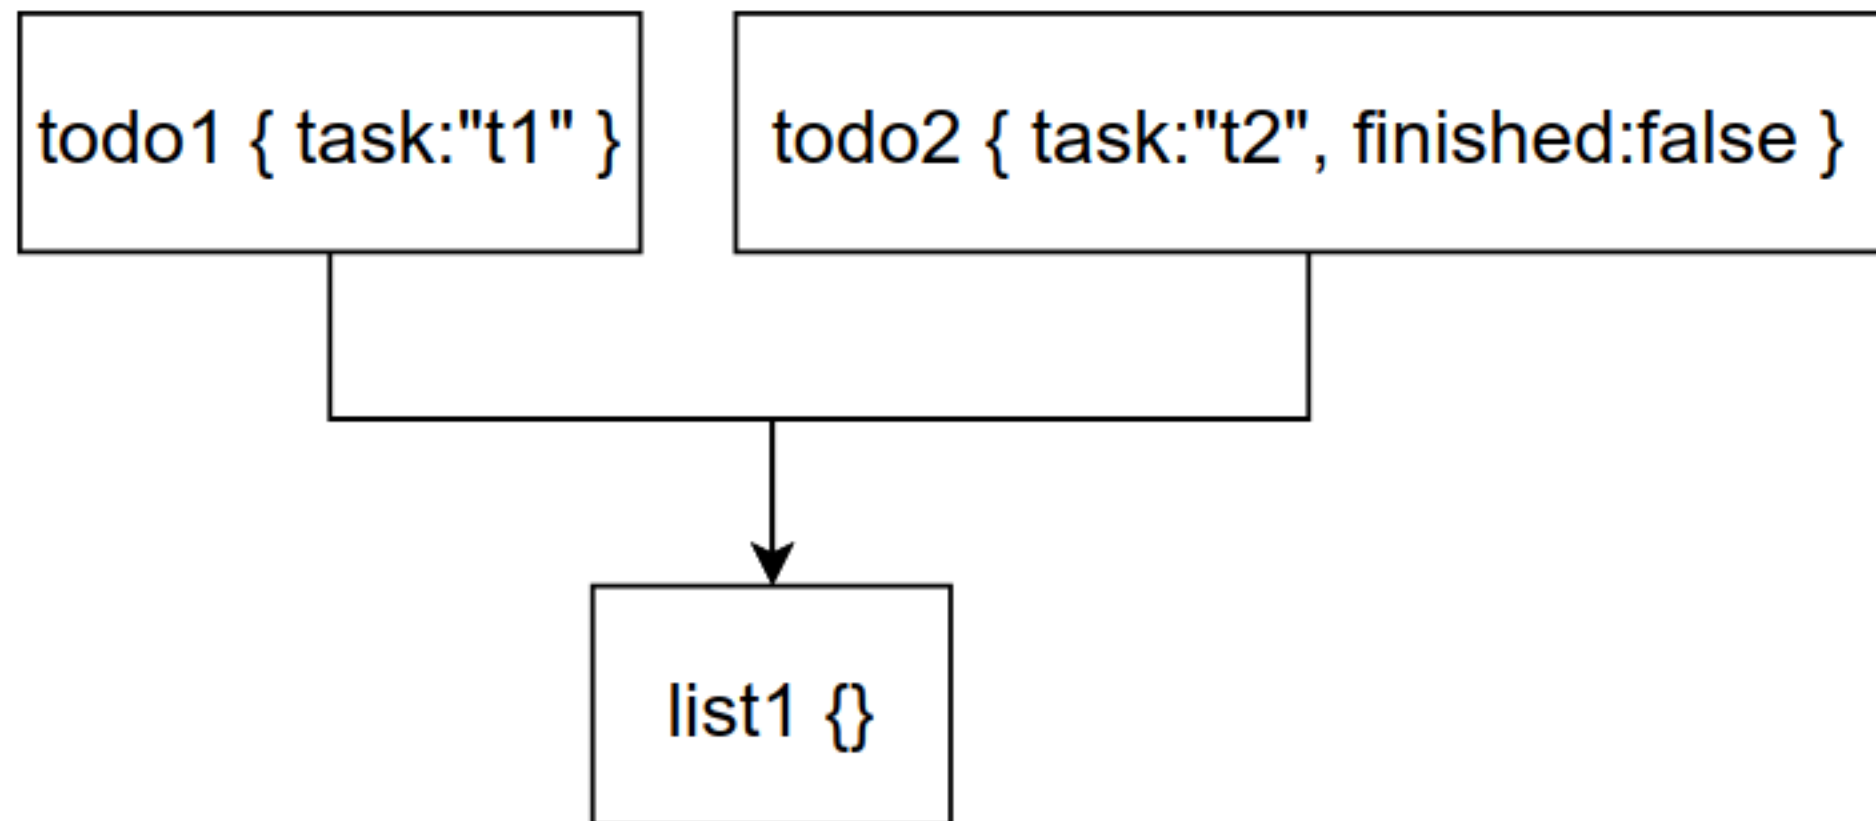 todo1 { task:"t1" }
todo2 { task:"t2", finished:false }
list1 {}